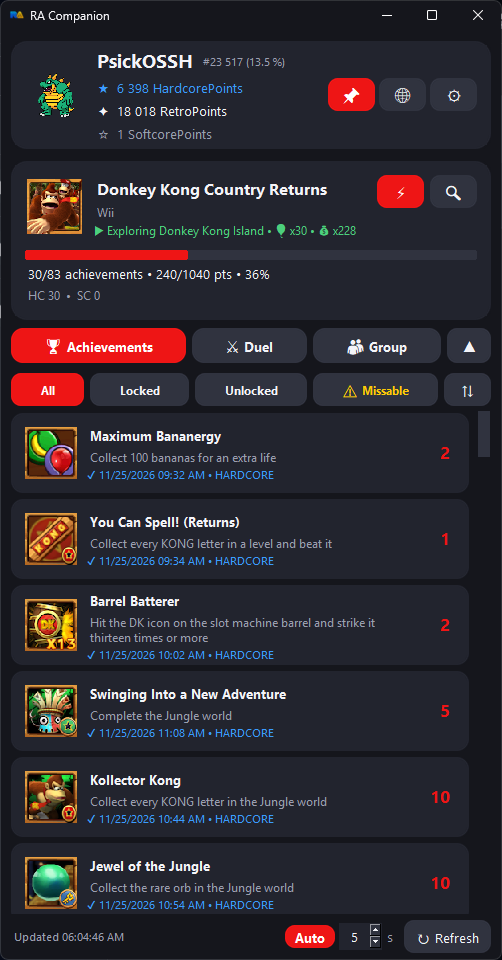 RA Companion
PsickOSSH #23 517 (13.5 %)
★ 6 398 HardcorePoints
✦ 18 018 RetroPoints
☆ 1 SoftcorePoints
Donkey Kong Country Returns
Wii
▶ Exploring Donkey Kong Island • 🎈 x30 • 💰 x228
30/83 achievements • 240/1040 pts • 36%
HC 30 • SC 0
🏆 Achievements ⚔ Duel 👥 Group ▲
All Locked Unlocked ⚠ Missable ↑↓
Maximum Bananergy
Collect 100 bananas for an extra life
✓ 11/25/2026 09:32 AM • HARDCORE
2
KONG
You Can Spell! (Returns)
Collect every KONG letter in a level and beat it
✓ 11/25/2026 09:34 AM • HARDCORE
1
DK
x13
Barrel Batterer
Hit the DK icon on the slot machine barrel and strike it
thirteen times or more
✓ 11/25/2026 10:02 AM • HARDCORE
2
Swinging Into a New Adventure
Complete the Jungle world
✓ 11/25/2026 11:08 AM • HARDCORE
5
Kollector Kong
Collect every KONG letter in the Jungle world
✓ 11/25/2026 10:44 AM • HARDCORE
10
Jewel of the Jungle
Collect the rare orb in the Jungle world
✓ 11/25/2026 10:54 AM • HARDCORE
10
Updated 06:04:46 AM Auto 5 s ↻ Refresh